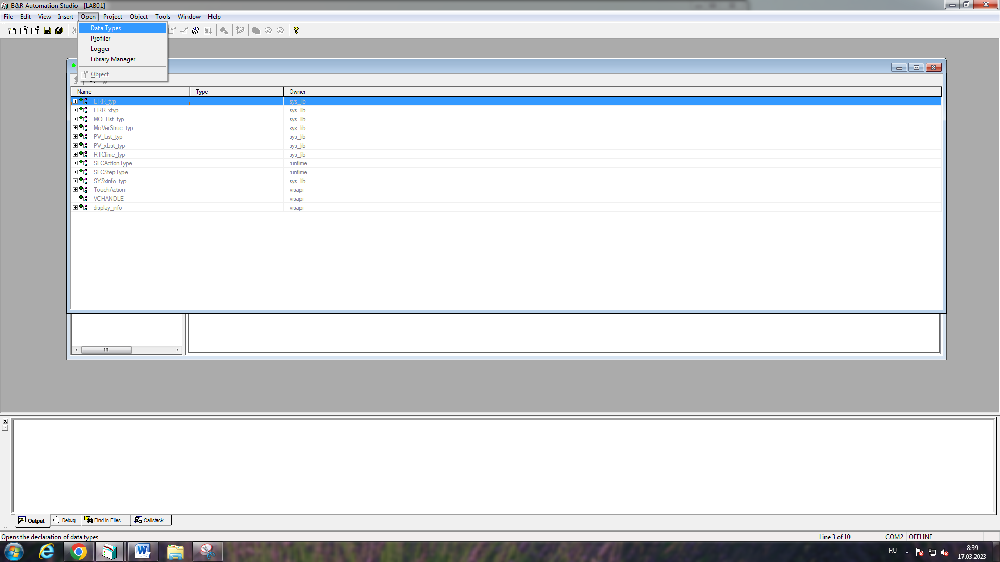 B&R Automation Studio - [LAB01]
File Edit View Insert Open Project Object Tools Window Help
Data Types
Profiler
Logger
Library Manager
Object
Name Type Owner
ERR_typ sys_lib
ERR_xtyp sys_lib
MO_List_typ sys_lib
MoVerStruc_typ sys_lib
PV_List_typ sys_lib
PV_xList_typ sys_lib
RTCtime_typ sys_lib
SFCActionType runtime
SFCStepType runtime
SYSxinfo_typ sys_lib
TouchAction visapi
VCHANDLE visapi
display_info visapi
Output Debug Find in Files Callstack
Opens the declaration of data types Line 3 of 10 COM2 OFFLINE
RU 8:39
17.03.2023